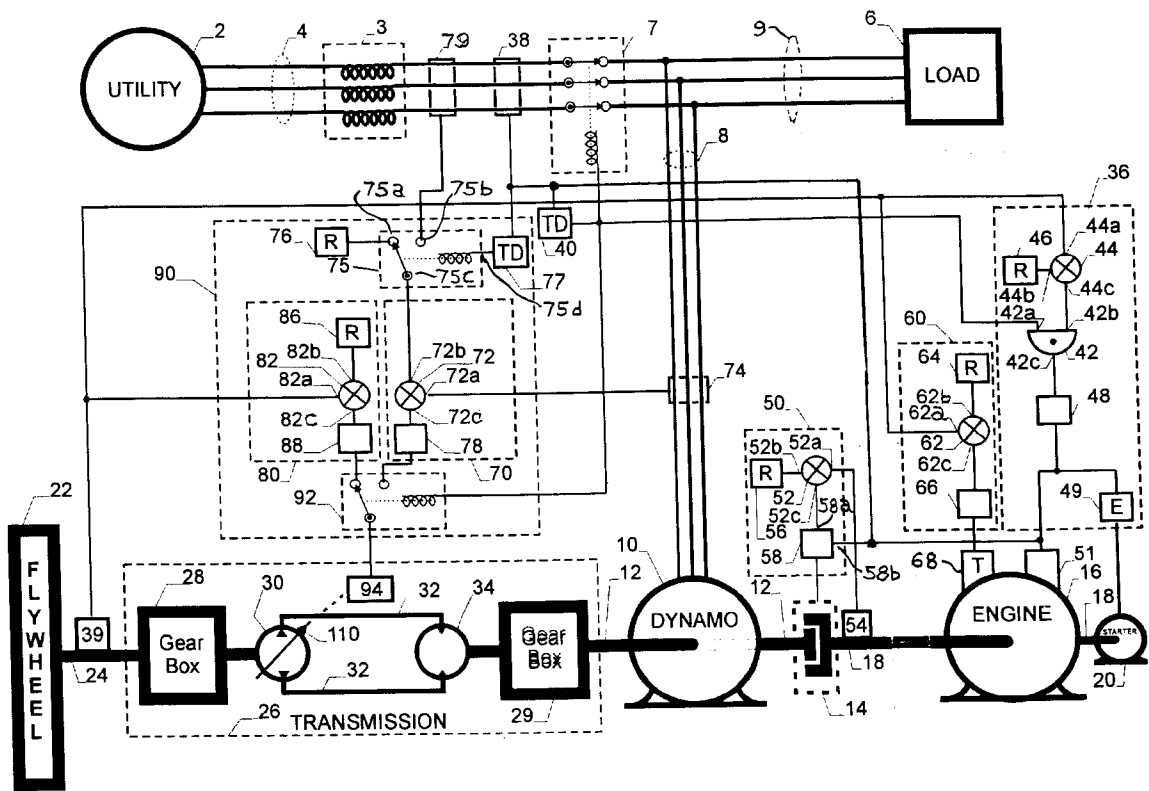 2
4
3
79
38
7
9
6
UTILITY
LOAD
8
36
75a
75b
76
R
TD
40
46
44a
75
75c
77
R
44
90
75d
44b
44c
42a
42b
86
60
R
42c
42
82b
72b
74
64
R
48
82
72
82a
72a
50
62b
82c
72c
52b
52a
62a
88
78
R
62
49
22
80
70
52
62c
E
92
52c
58a
66
56
58
10
68
T
51
28
30
94
32
34
12
58b
16
39
12
54
18
FLYWHEEL
Gear Box
110
Gear Box
DYNAMO
ENGINE
STARTER
24
32
18
20
26
TRANSMISSION
29
14
TD